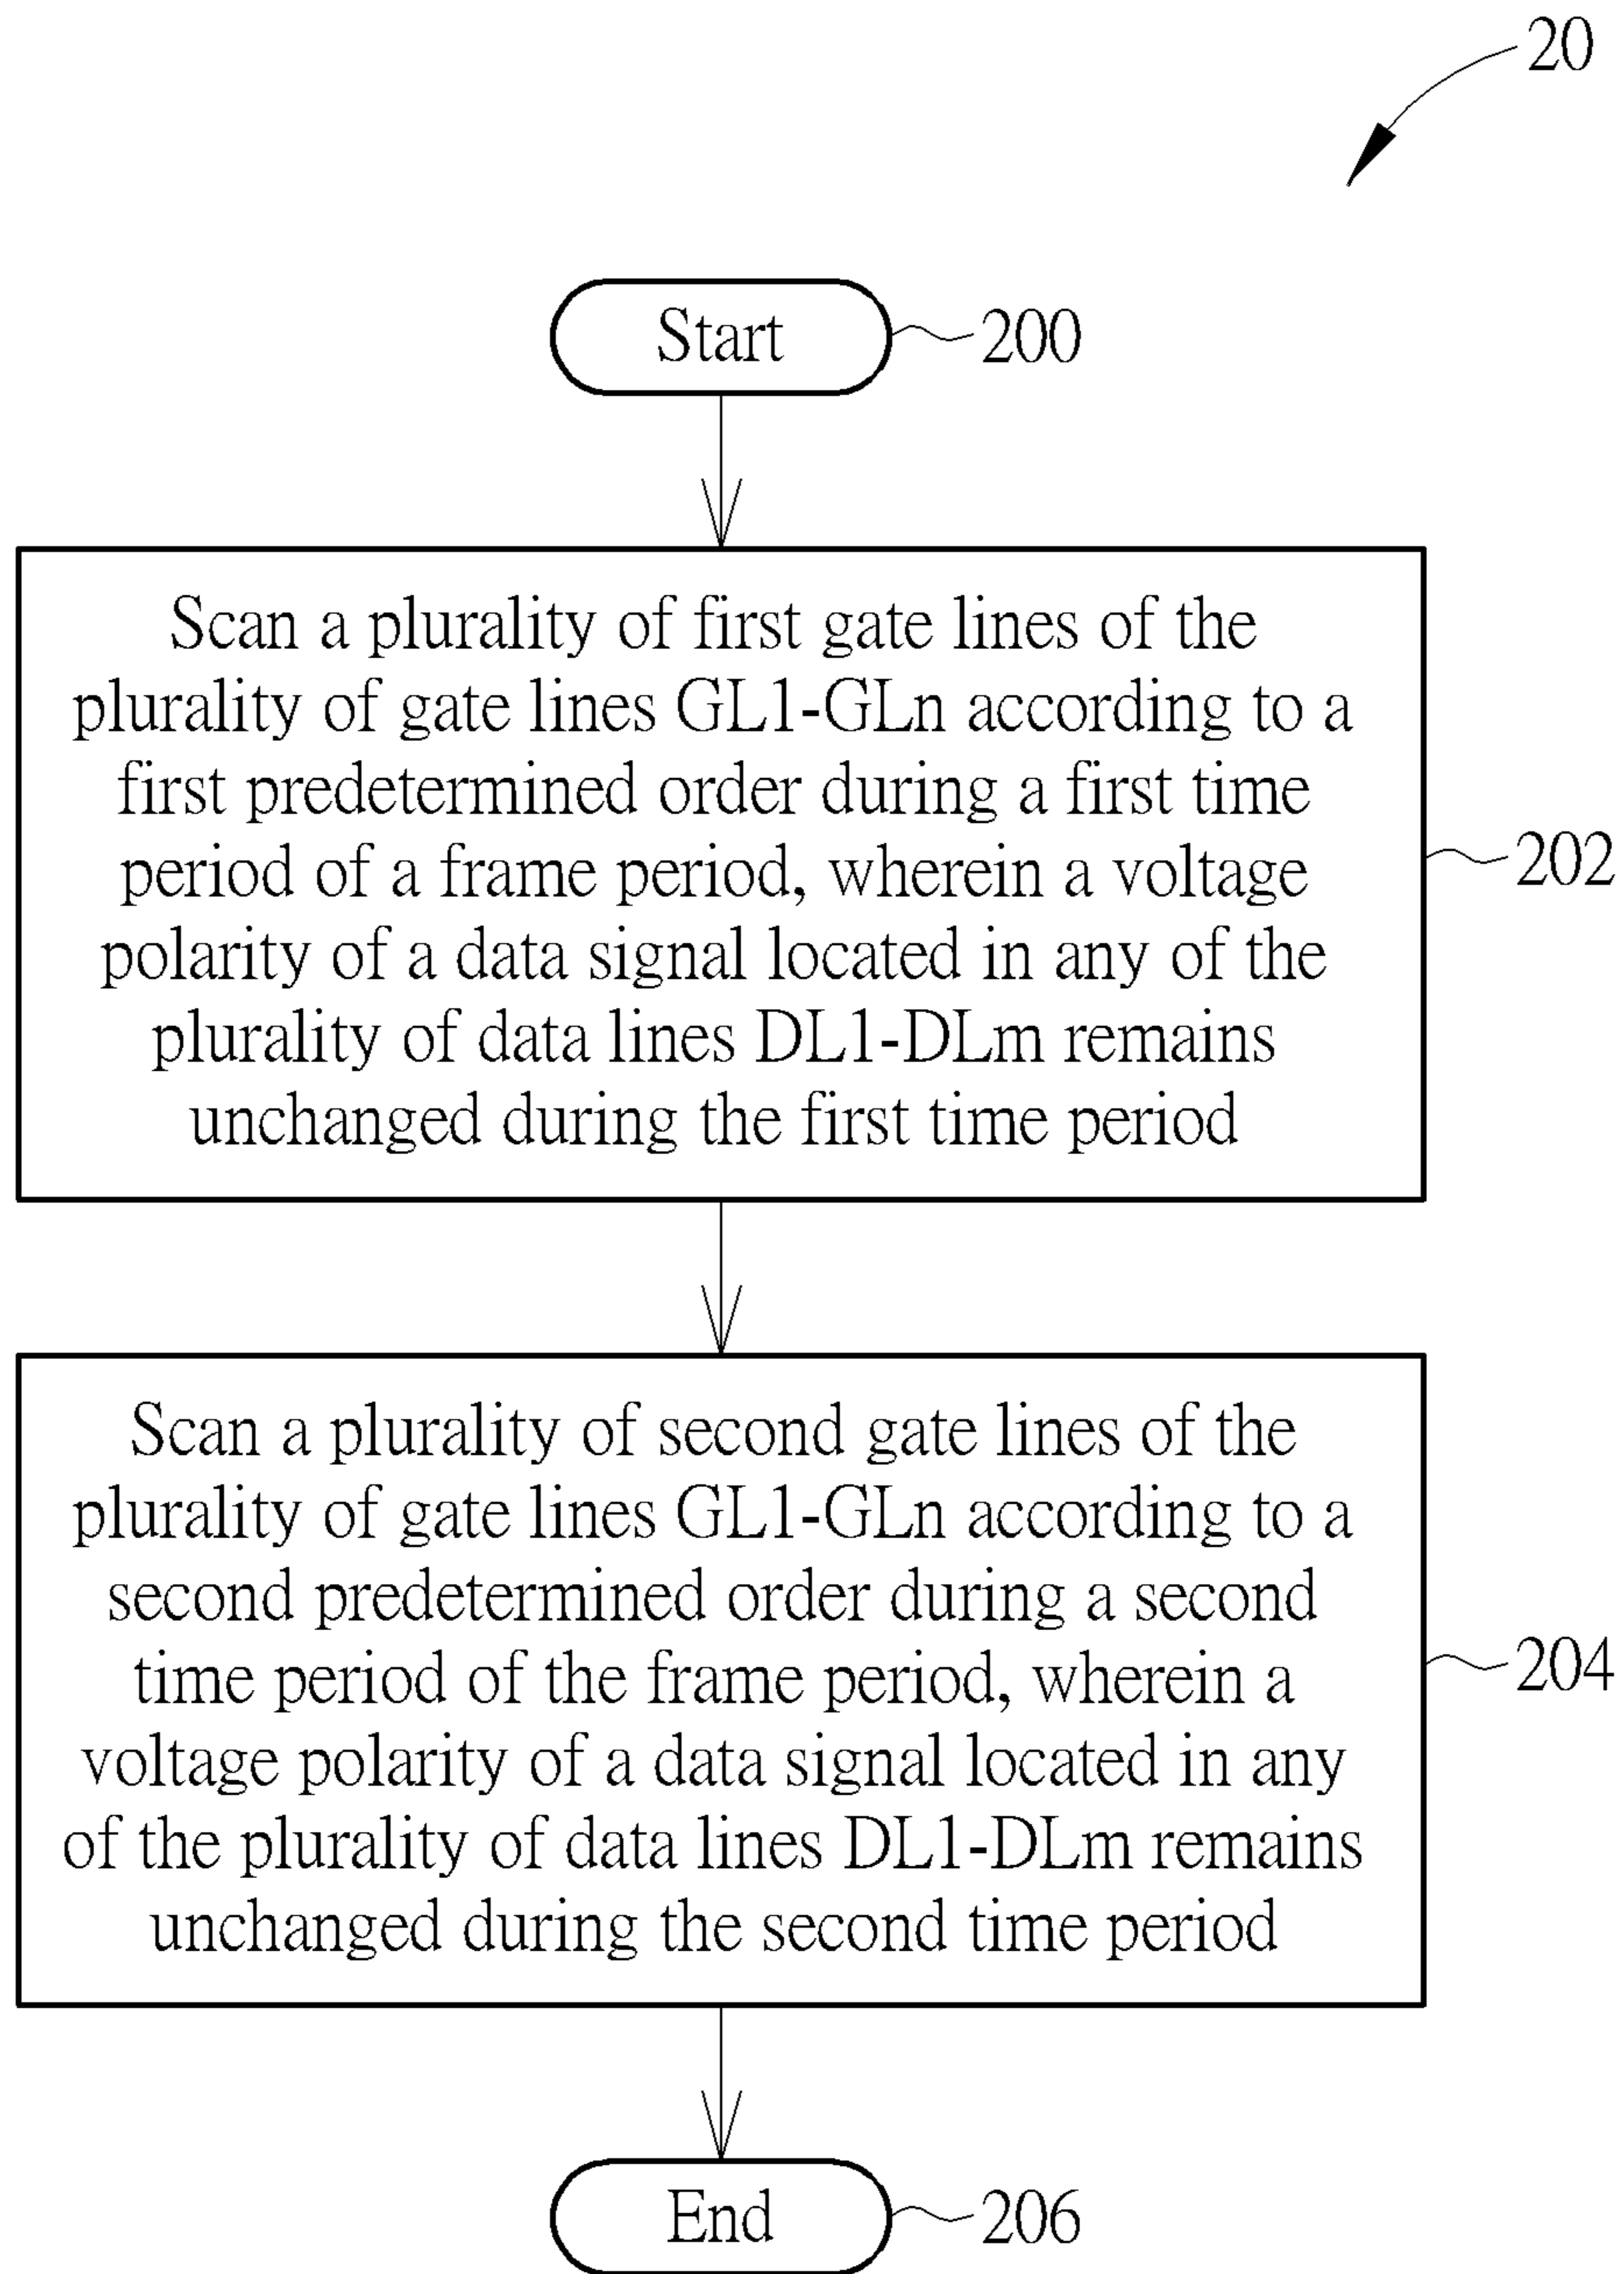 20
Start
200
Scan a plurality of first gate lines of the
plurality of gate lines GL1-GLn according to a
first predetermined order during a first time
period of a frame period, wherein a voltage
polarity of a data signal located in any of the
plurality of data lines DL1-DLm remains
unchanged during the first time period
202
Scan a plurality of second gate lines of the
plurality of gate lines GL1-GLn according to a
second predetermined order during a second
time period of the frame period, wherein a
voltage polarity of a data signal located in any
of the plurality of data lines DL1-DLm remains
unchanged during the second time period
204
End
206